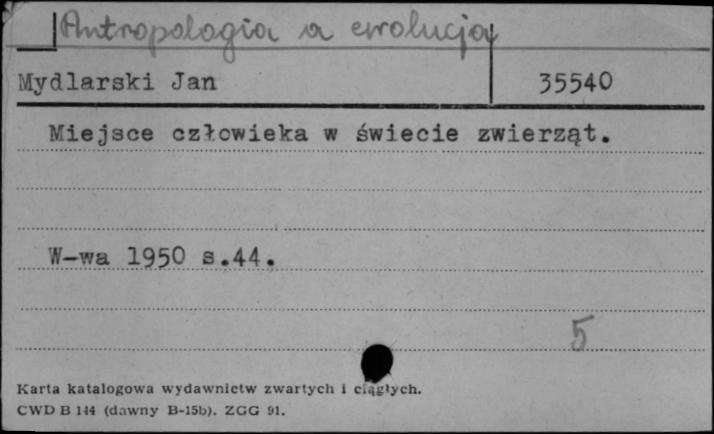 Antropologia a ewolucja
Mydlarski Jan 35540
Miejsce człowieka w świecie zwierząt.
W-wa 1950 s.44.
5
Karta katalogowa wydawnictw zwartych i ciągłych.
CWD B 144 (dawny B-15b). ZGG 91.